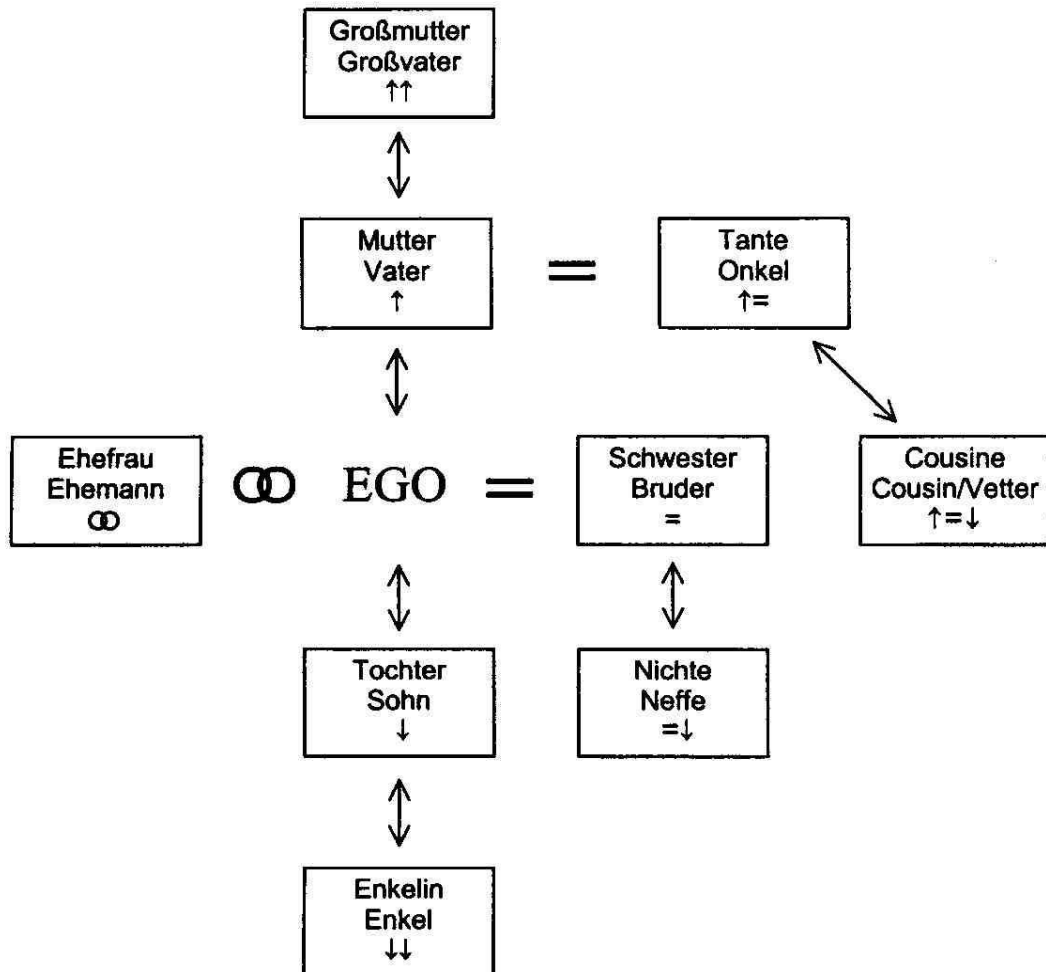 Großmutter
Großvater
↑↑
Mutter
Vater
↑
=
Tante
Onkel
↑=
Ehefrau
Ehemann
⚭
⚭
EGO
=
Schwester
Bruder
=
Cousine
Cousin/Vetter
↑=↓
Tochter
Sohn
↓
Nichte
Neffe
=↓
Enkelin
Enkel
↓↓